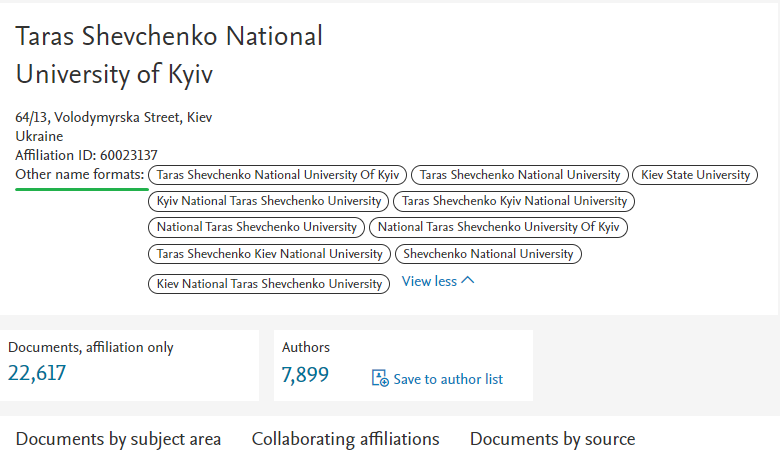 Taras Shevchenko National
University of Kyiv
64/13, Volodymyrska Street, Kiev
Ukraine
Affiliation ID: 60023137
Other name formats: Taras Shevchenko National University Of Kyiv Taras Shevchenko National University Kiev State University
Kyiv National Taras Shevchenko University Taras Shevchenko Kyiv National University
National Taras Shevchenko University National Taras Shevchenko University Of Kyiv
Taras Shevchenko Kiev National University Shevchenko National University
Kiev National Taras Shevchenko University View less
Documents, affiliation only
22,617
Authors
7,899 Save to author list
Documents by subject area Collaborating affiliations Documents by source